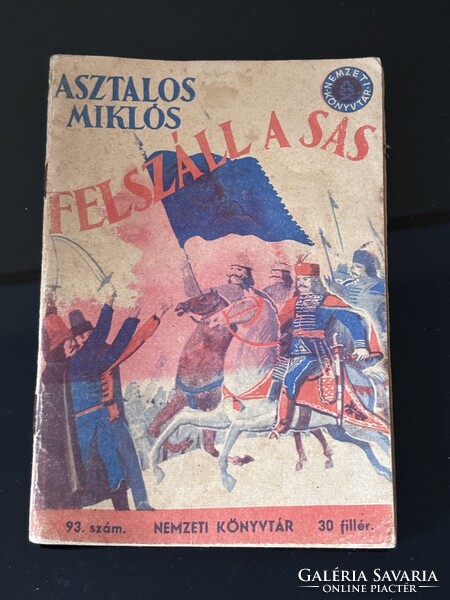 ASZTALOS
MIKLÓS
NEMZETI
KÖNYVTÁR
FELSZÁLL A SAS
93. szám. NEMZETI KÖNYVTÁR 30 fillér.
GALÉRIA SAVARIA
ONLINE PIACTÉR